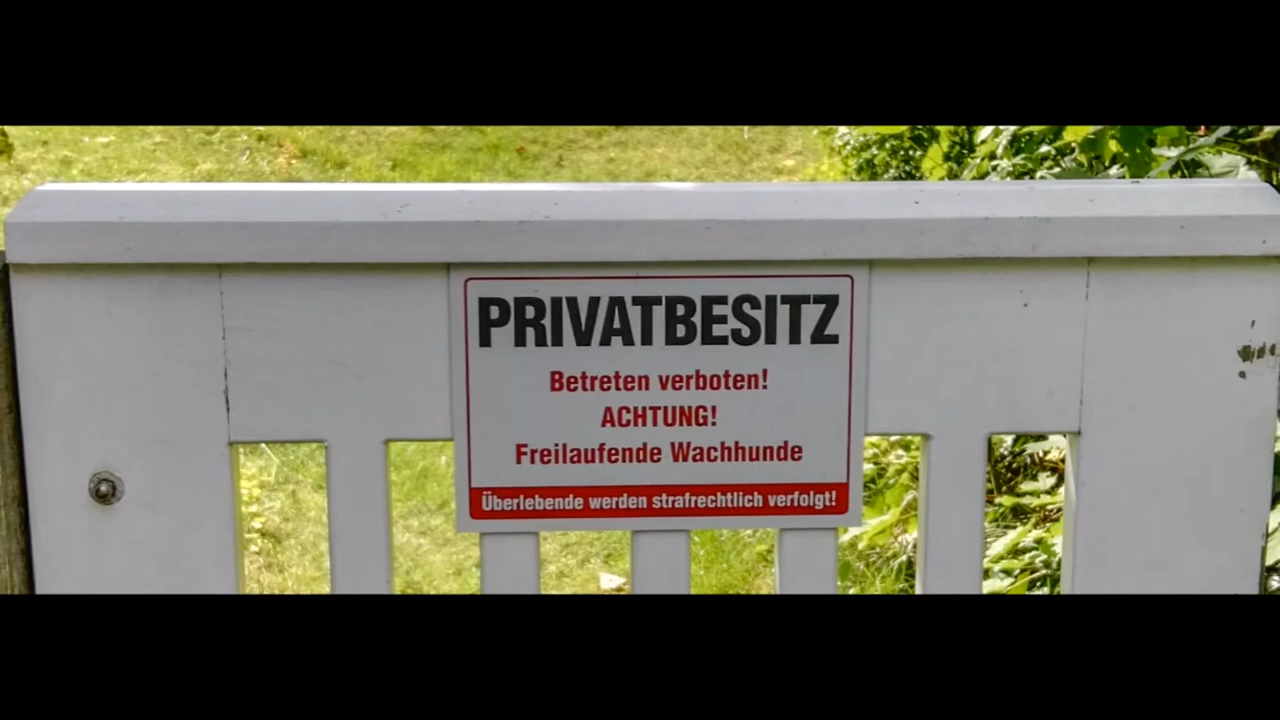 PRIVATBESITZ
Betreten verboten!
ACHTUNG!
Freilaufende Wachhunde
Überlebende werden strafrechtlich verfolgt!